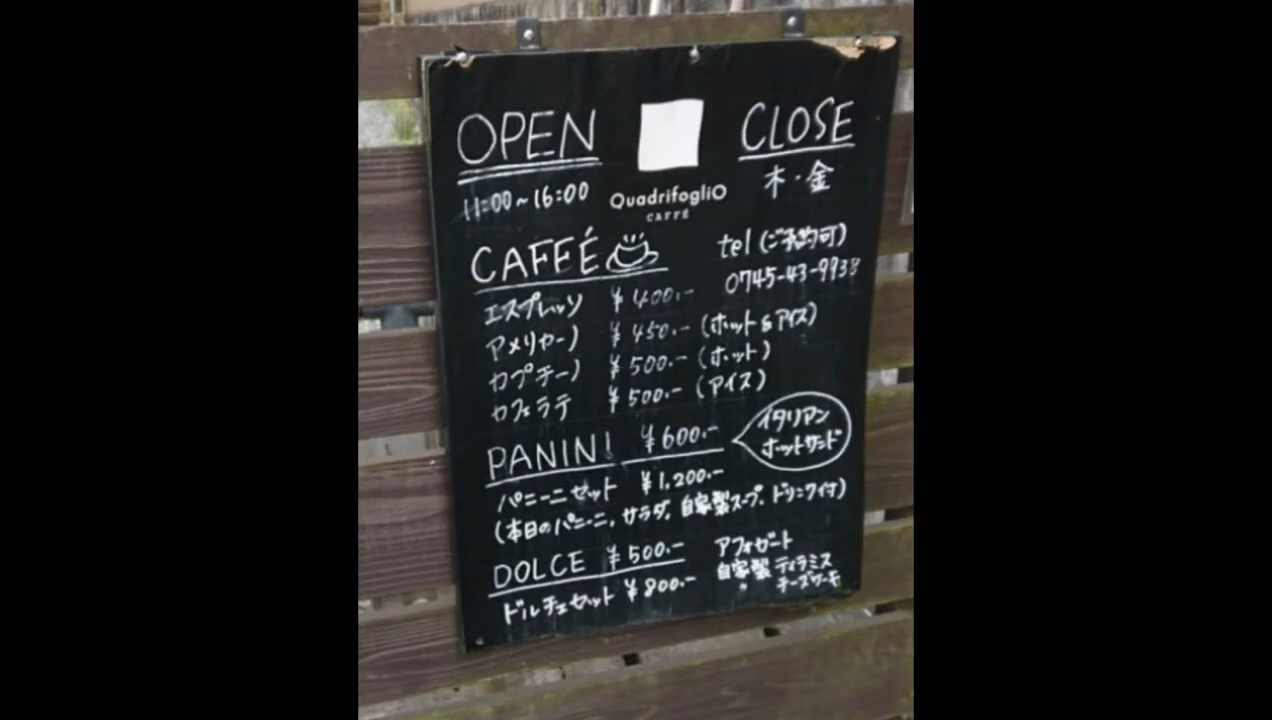 OPEN
11:00~16:00
Quadrifoglio
CAFFÈ
CLOSE
木・金
tel (ご予約可)
0745-43-9938
CAFFÉ
エスプレッソ ¥400.-
アメリカーノ ¥450.- (ホット&アイス)
カプチーノ ¥500.- (ホット)
カフェラテ ¥500.- (アイス)
PANINI ¥600.-
イタリアン
ホットサンド
パニーニセット ¥1,200.-
(本日のパニーニ、サラダ、自家製スープ、ドリンク付)
DOLCE ¥500.-
アフォガート
自家製 ティラミス
〃 チーズケーキ
ドルチェセット ¥800.-